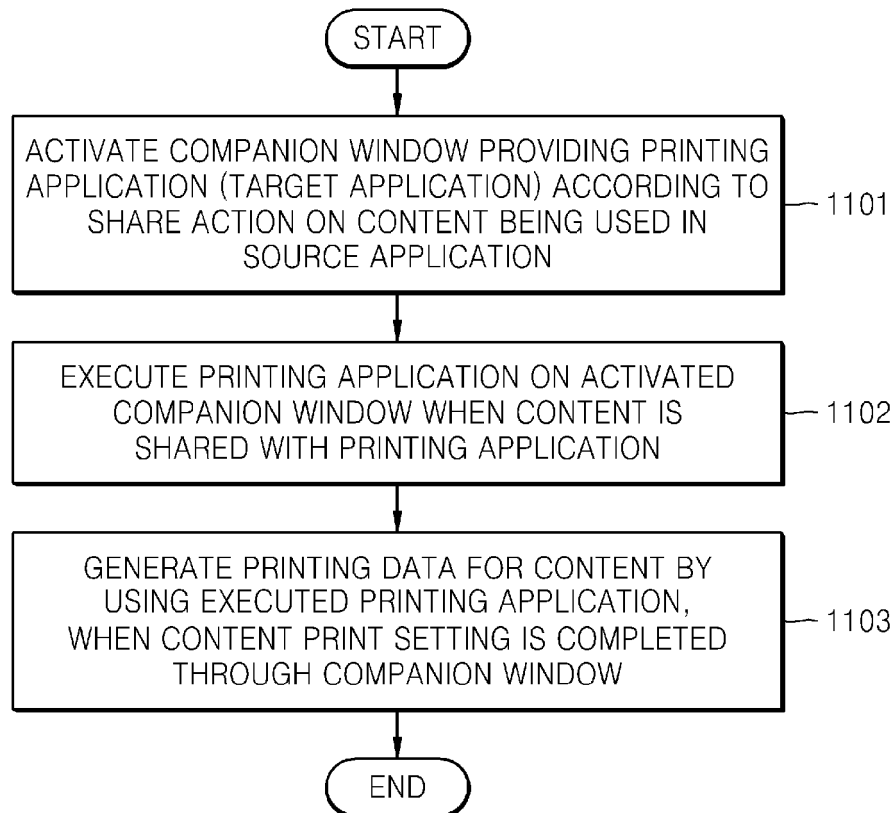 START
ACTIVATE COMPANION WINDOW PROVIDING PRINTING
APPLICATION (TARGET APPLICATION) ACCORDING TO
SHARE ACTION ON CONTENT BEING USED IN
SOURCE APPLICATION
1101
EXECUTE PRINTING APPLICATION ON ACTIVATED
COMPANION WINDOW WHEN CONTENT IS
SHARED WITH PRINTING APPLICATION
1102
GENERATE PRINTING DATA FOR CONTENT BY
USING EXECUTED PRINTING APPLICATION,
WHEN CONTENT PRINT SETTING IS COMPLETED
THROUGH COMPANION WINDOW
1103
END